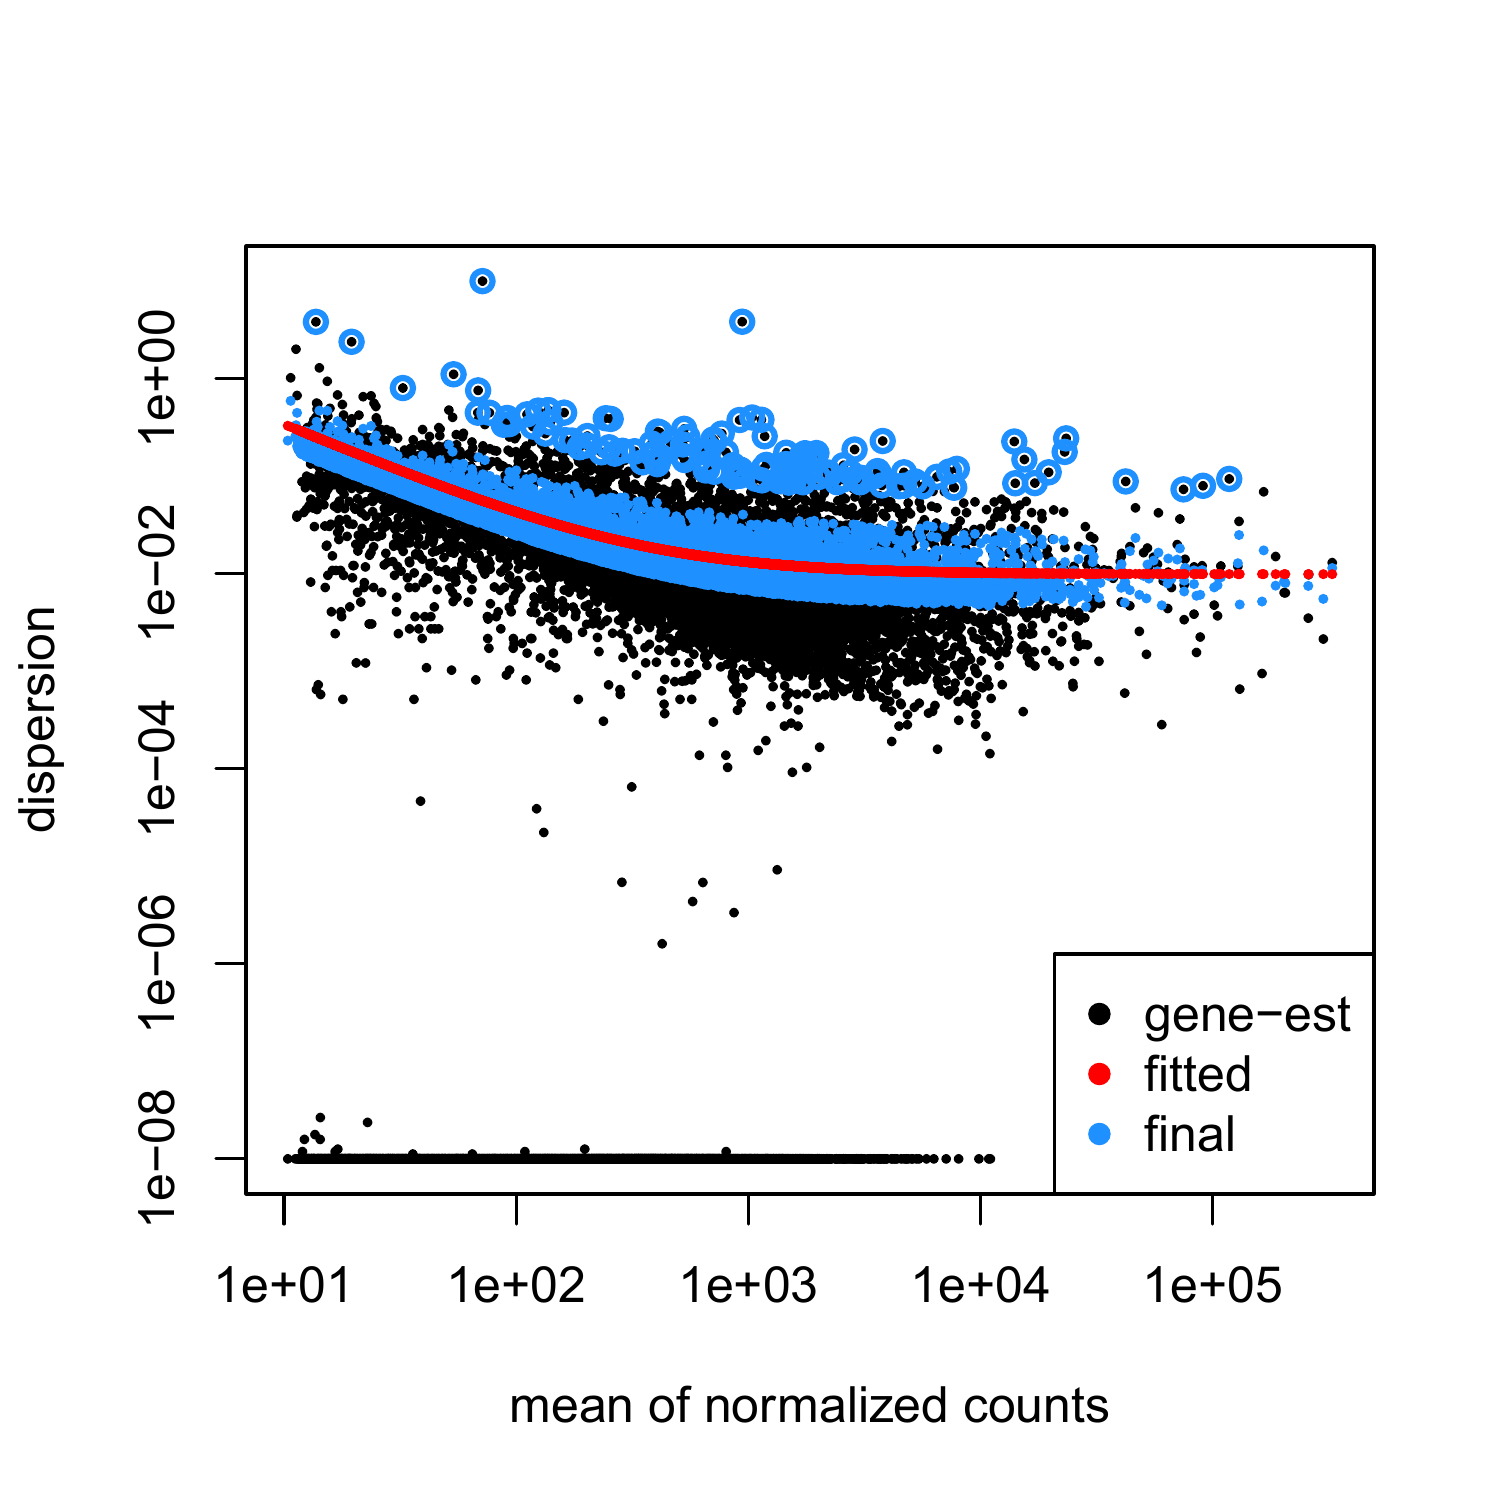 dispersion
1e+00
1e−02
1e−04
1e−06
1e−08
gene−est
fitted
final
1e+01 1e+02 1e+03 1e+04 1e+05
mean of normalized counts